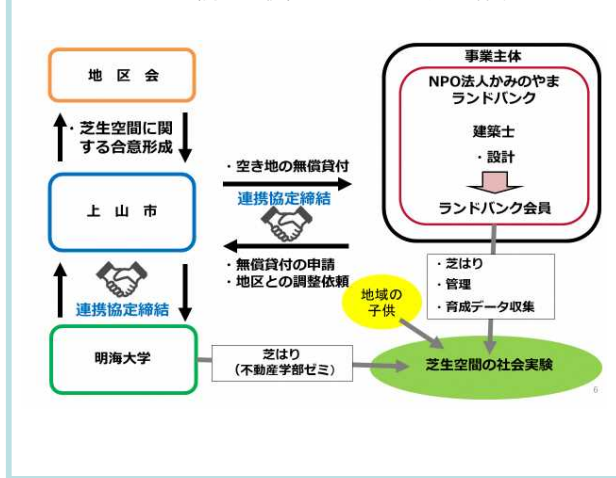 地 区 会
・芝生空間に関
する合意形成
上 山 市
連携協定締結
明海大学
・空き地の無償貸付
連携協定締結
・無償貸付の申請
・地区との調整依頼
事業主体
NPO法人かみのやま
ランドバンク
建築士
・設計
ランドバンク会員
・芝はり
・管理
・育成データ収集
地域の
子供
芝はり
（不動産学部ゼミ）
芝生空間の社会実験
6